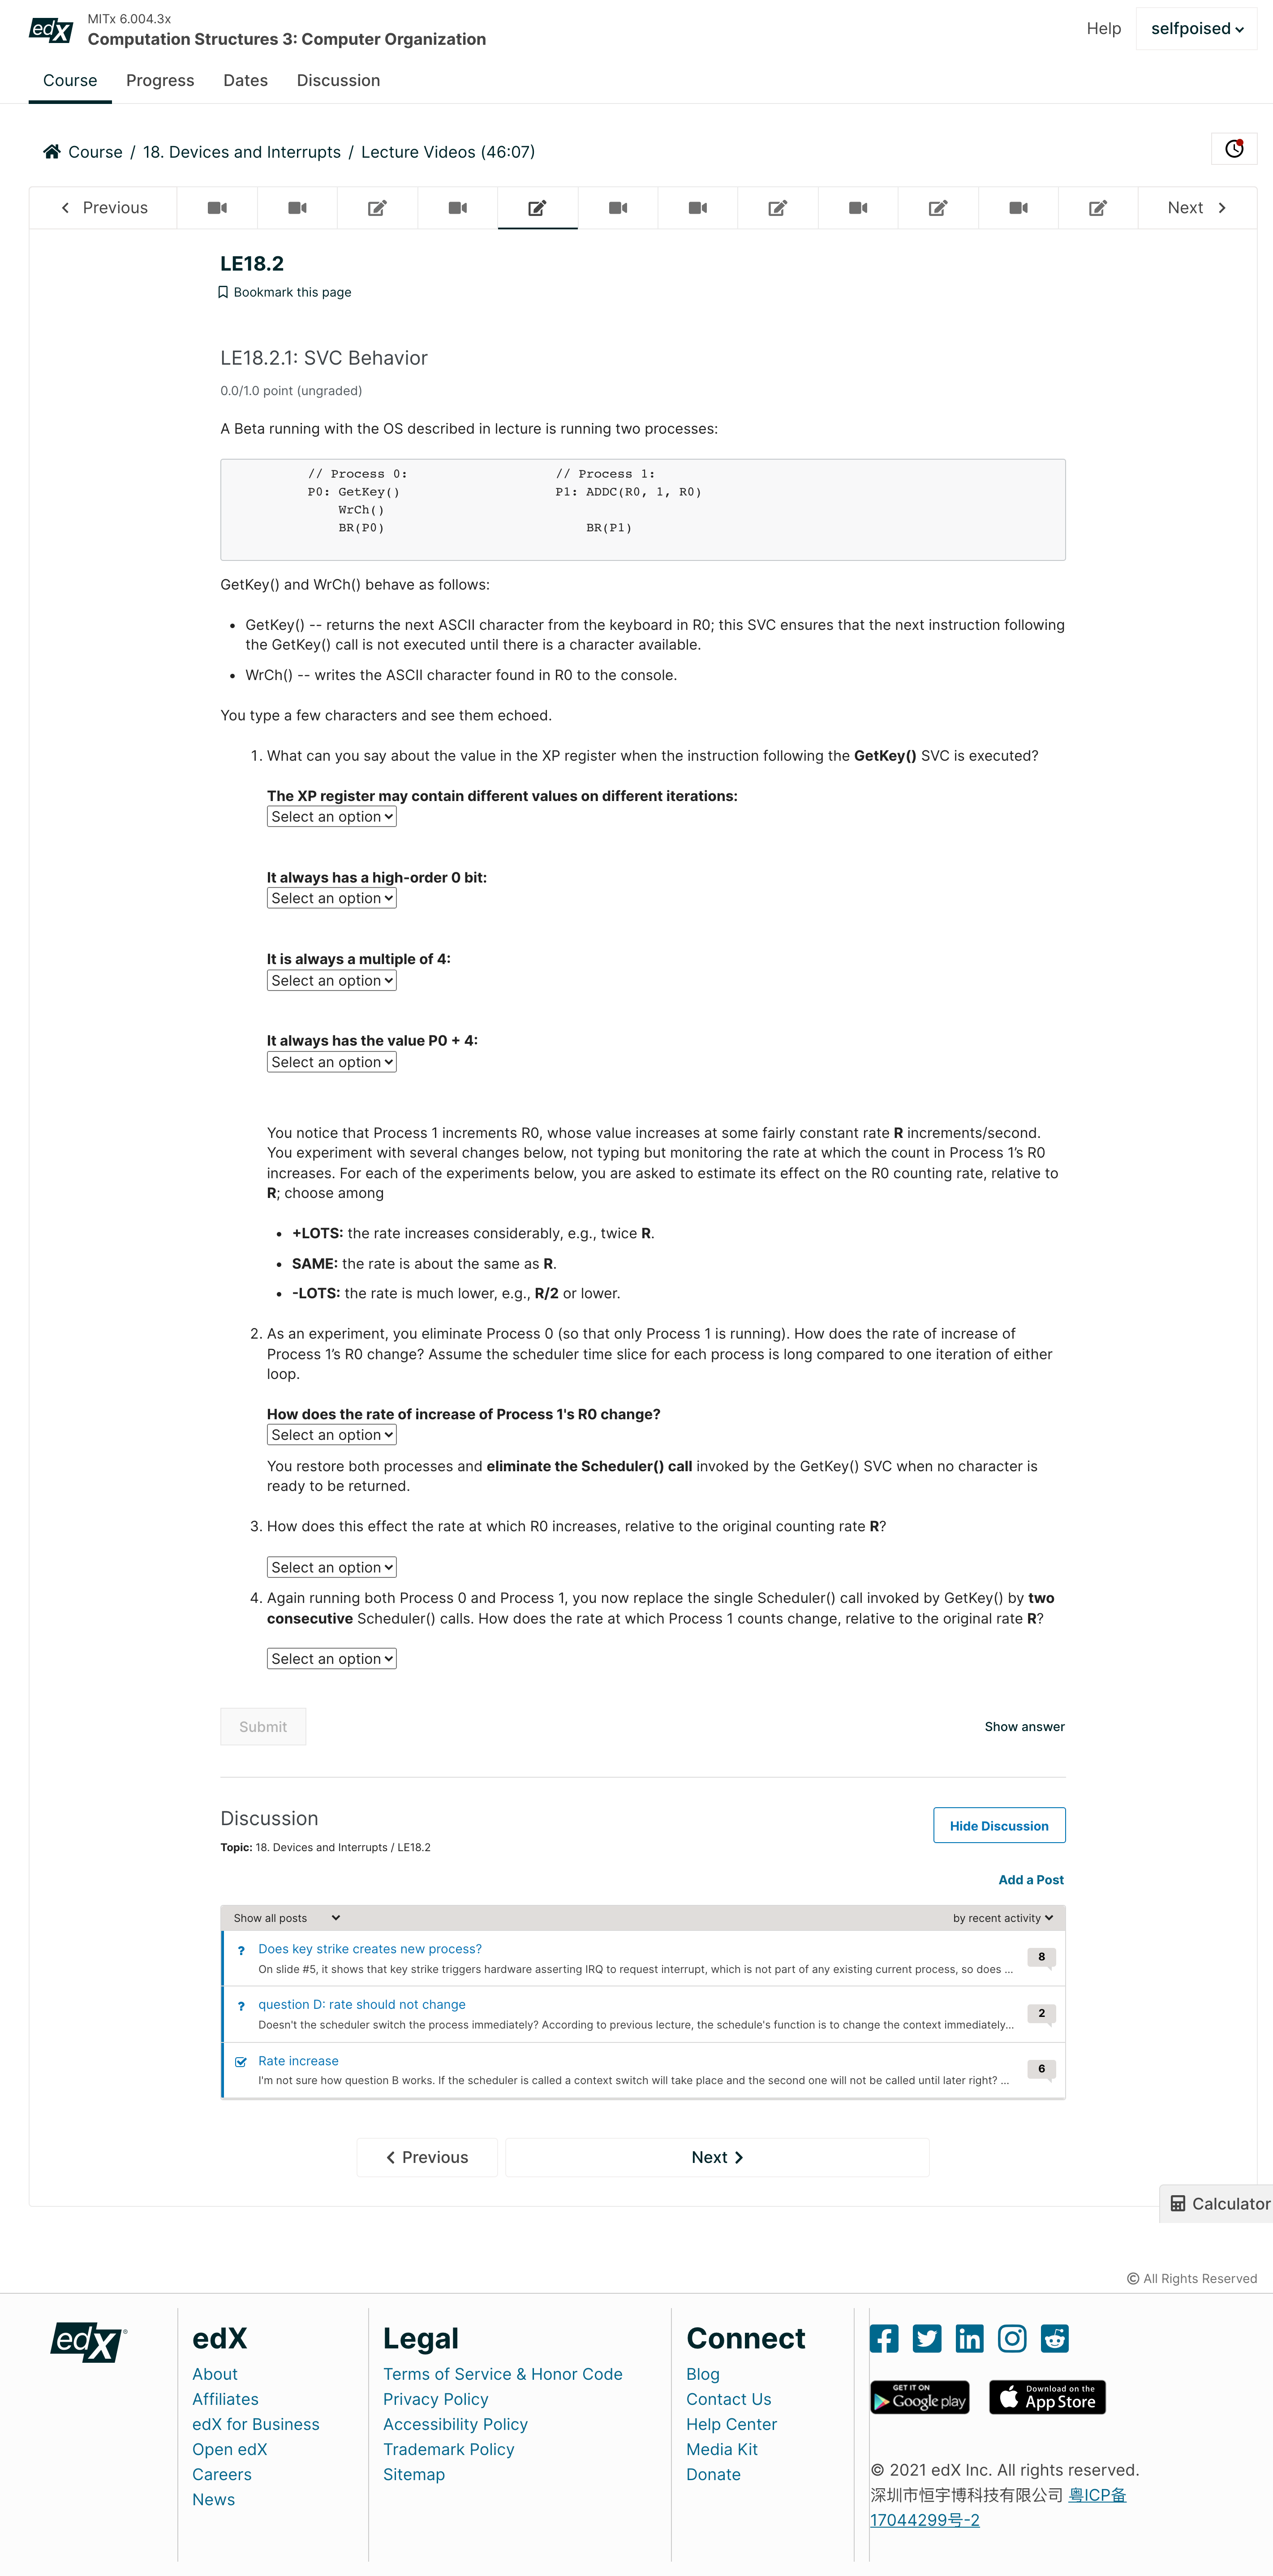 edX
MITx 6.004.3x
Computation Structures 3: Computer Organization
Help
selfpoised
Course
Progress
Dates
Discussion
Course / 18. Devices and Interrupts / Lecture Videos (46:07)
Previous
Next
LE18.2
Bookmark this page
LE18.2.1: SVC Behavior
0.0/1.0 point (ungraded)
A Beta running with the OS described in lecture is running two processes:
// Process 0: // Process 1:
P0: GetKey() P1: ADDC(R0, 1, R0)
WrCh()
BR(P0) BR(P1)
GetKey() and WrCh() behave as follows:
• GetKey() -- returns the next ASCII character from the keyboard in R0; this SVC ensures that the next instruction following
the GetKey() call is not executed until there is a character available.
• WrCh() -- writes the ASCII character found in R0 to the console.
You type a few characters and see them echoed.
1. What can you say about the value in the XP register when the instruction following the GetKey() SVC is executed?
The XP register may contain different values on different iterations:
Select an option
It always has a high-order 0 bit:
Select an option
It is always a multiple of 4:
Select an option
It always has the value P0 + 4:
Select an option
You notice that Process 1 increments R0, whose value increases at some fairly constant rate R increments/second.
You experiment with several changes below, not typing but monitoring the rate at which the count in Process 1’s R0
increases. For each of the experiments below, you are asked to estimate its effect on the R0 counting rate, relative to
R; choose among
• +LOTS: the rate increases considerably, e.g., twice R.
• SAME: the rate is about the same as R.
• -LOTS: the rate is much lower, e.g., R/2 or lower.
2. As an experiment, you eliminate Process 0 (so that only Process 1 is running). How does the rate of increase of
Process 1’s R0 change? Assume the scheduler time slice for each process is long compared to one iteration of either
loop.
How does the rate of increase of Process 1's R0 change?
Select an option
You restore both processes and eliminate the Scheduler() call invoked by the GetKey() SVC when no character is
ready to be returned.
3. How does this effect the rate at which R0 increases, relative to the original counting rate R?
Select an option
4. Again running both Process 0 and Process 1, you now replace the single Scheduler() call invoked by GetKey() by two
consecutive Scheduler() calls. How does the rate at which Process 1 counts change, relative to the original rate R?
Select an option
Submit
Show answer
Discussion
Hide Discussion
Topic: 18. Devices and Interrupts / LE18.2
Add a Post
Show all posts
by recent activity
? Does key strike creates new process?
8
On slide #5, it shows that key strike triggers hardware asserting IRQ to request interrupt, which is not part of any existing current process, so does ...
? question D: rate should not change
2
Doesn't the scheduler switch the process immediately? According to previous lecture, the schedule's function is to change the context immediately...
Rate increase
6
I'm not sure how question B works. If the scheduler is called a context switch will take place and the second one will not be called until later right? ...
Previous
Next
Calculator
© All Rights Reserved
edX®
edX
About
Affiliates
edX for Business
Open edX
Careers
News
Legal
Terms of Service & Honor Code
Privacy Policy
Accessibility Policy
Trademark Policy
Sitemap
Connect
Blog
Contact Us
Help Center
Media Kit
Donate
GET IT ON
Google play
Download on the
App Store
© 2021 edX Inc. All rights reserved.
深圳市恒宇博科技有限公司 粤ICP备
17044299号-2